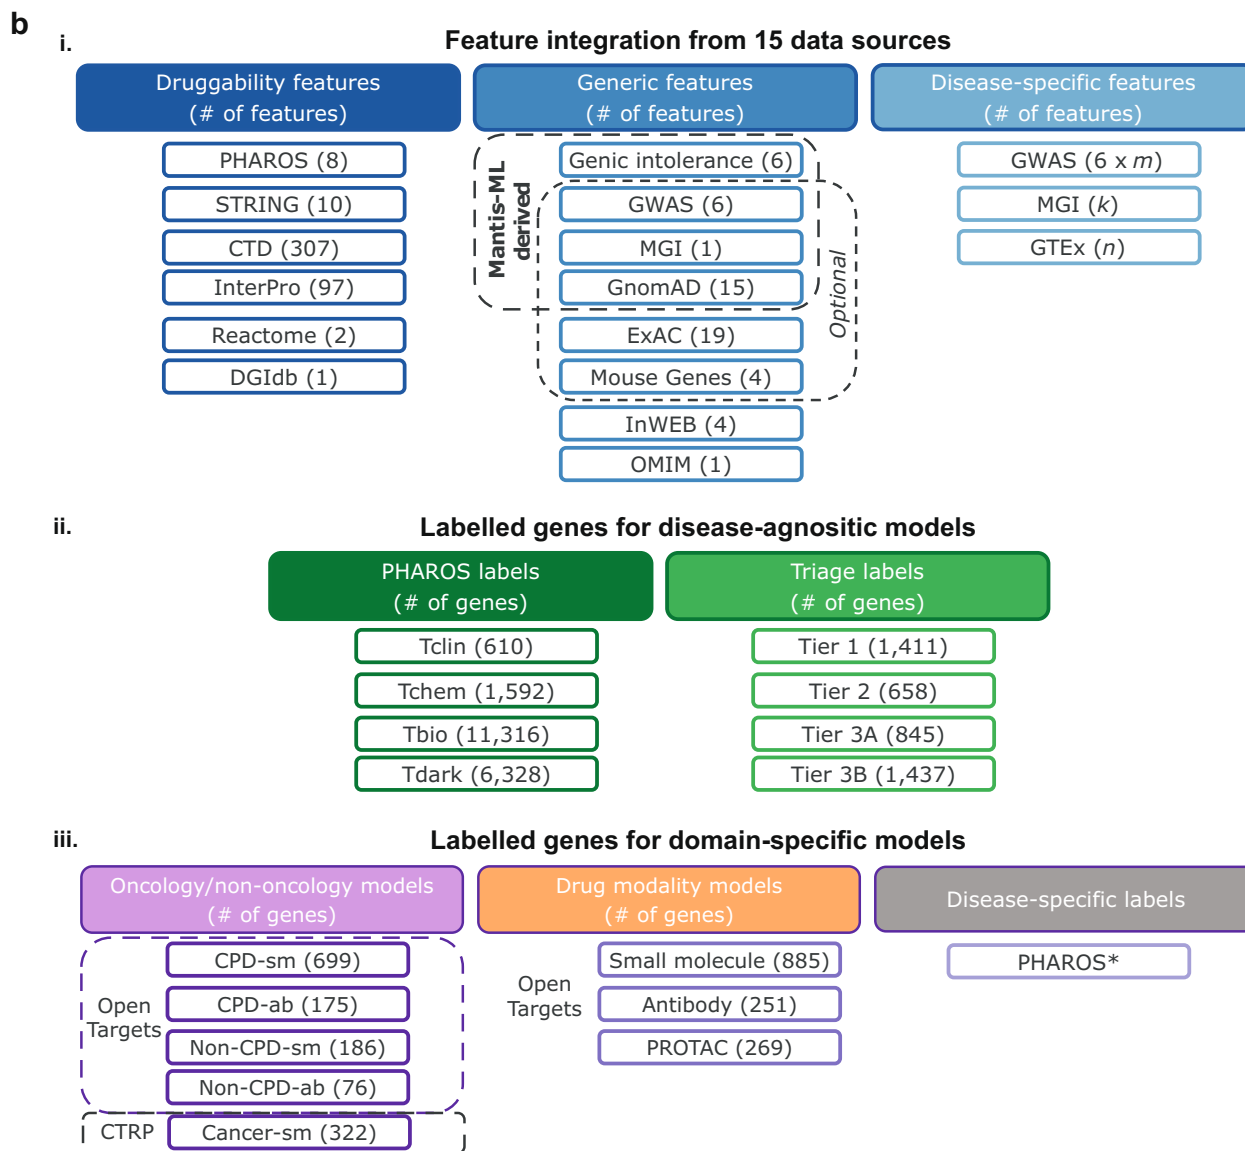 b
i.
Feature integration from 15 data sources
Druggability features
(# of features)
PHAROS (8)
STRING (10)
CTD (307)
InterPro (97)
Reactome (2)
DGIdb (1)
Generic features
(# of features)
Mantis-ML
derived
Genic intolerance (6)
GWAS (6)
MGI (1)
GnomAD (15)
ExAC (19)
Mouse Genes (4)
Optional
InWEB (4)
OMIM (1)
Disease-specific features
(# of features)
GWAS (6 x m)
MGI (k)
GTEx (n)
ii.
Labelled genes for disease-agnositic models
PHAROS labels
(# of genes)
Tclin (610)
Tchem (1,592)
Tbio (11,316)
Tdark (6,328)
Triage labels
(# of genes)
Tier 1 (1,411)
Tier 2 (658)
Tier 3A (845)
Tier 3B (1,437)
iii.
Labelled genes for domain-specific models
Oncology/non-oncology models
(# of genes)
Open
Targets
CPD-sm (699)
CPD-ab (175)
Non-CPD-sm (186)
Non-CPD-ab (76)
CTRP
Cancer-sm (322)
Drug modality models
(# of genes)
Open
Targets
Small molecule (885)
Antibody (251)
PROTAC (269)
Disease-specific labels
PHAROS*